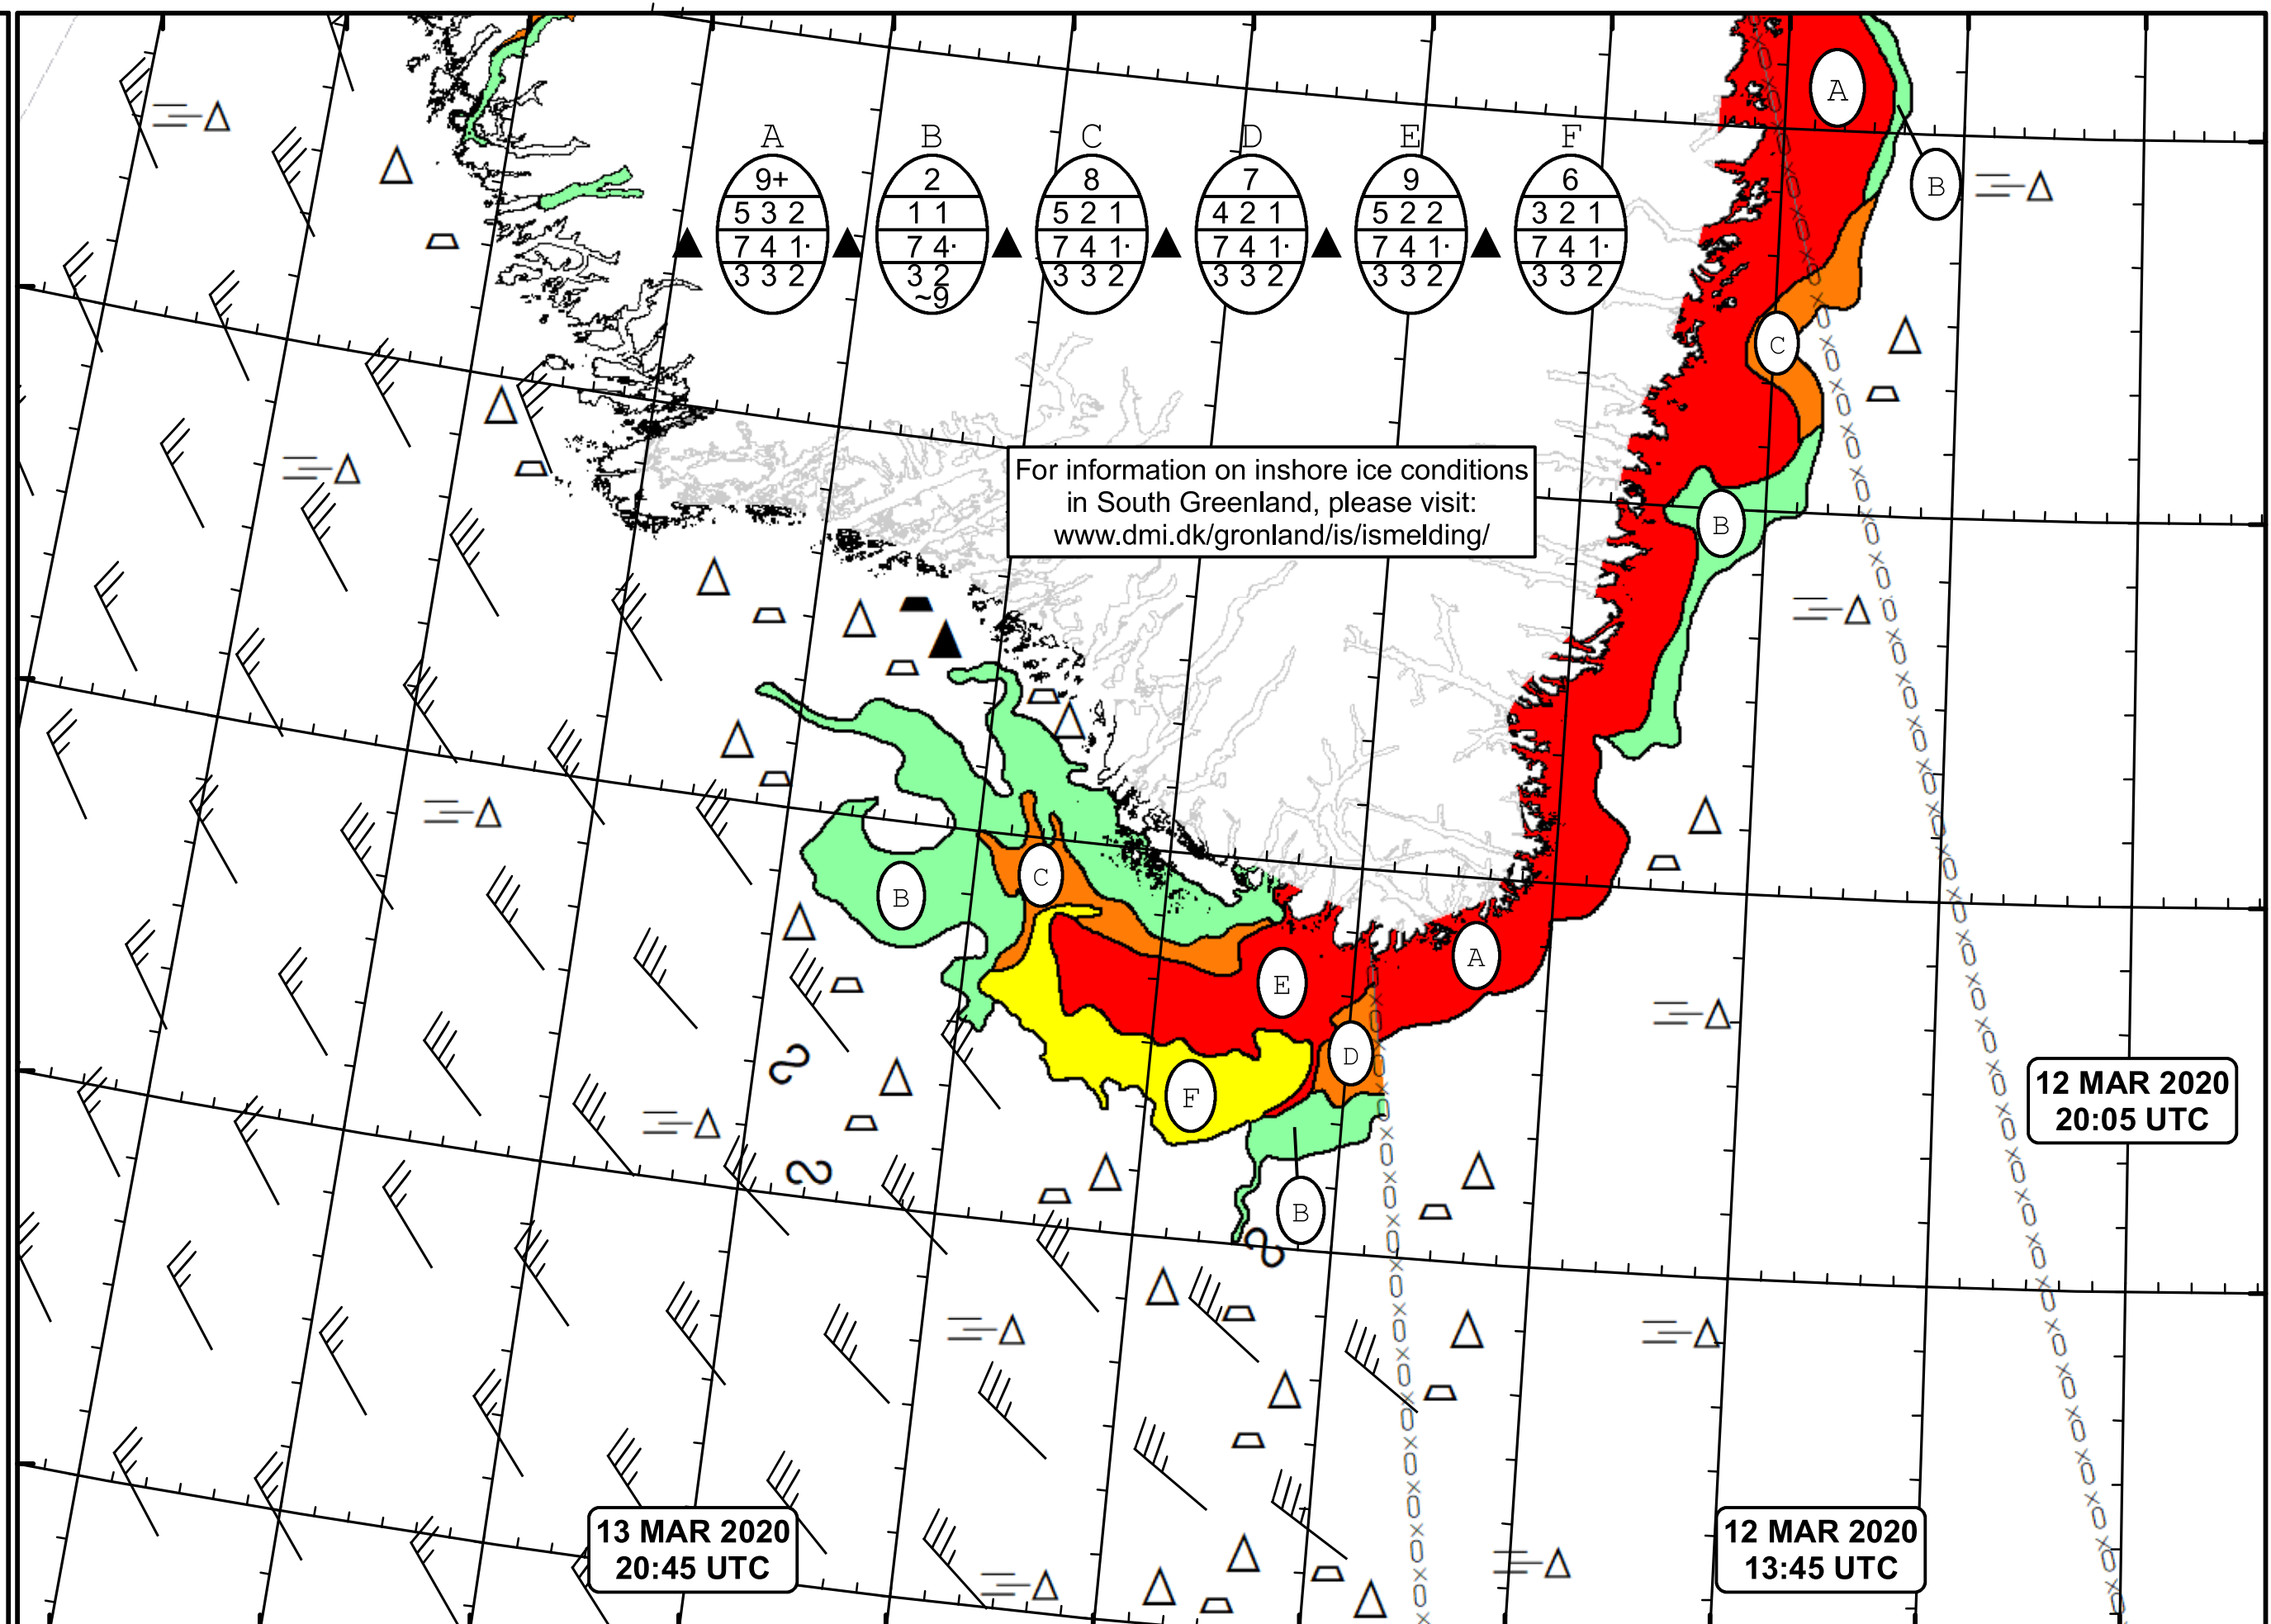 A B C D E F
9+ 2 8 7 9 6
5 3 2 1 1 5 2 1 4 2 1 5 2 2 3 2 1
7 4 1· 7 4· 7 4 1· 7 4 1· 7 4 1· 7 4 1·
3 3 2 3 2 3 3 2 3 3 2 3 3 2 3 3 2
~9
A
B
C
For information on inshore ice conditions
in South Greenland, please visit:
www.dmi.dk/gronland/is/ismelding/
B
C
B
A
E
D
F
B
12 MAR 2020
20:05 UTC
13 MAR 2020
20:45 UTC
12 MAR 2020
13:45 UTC